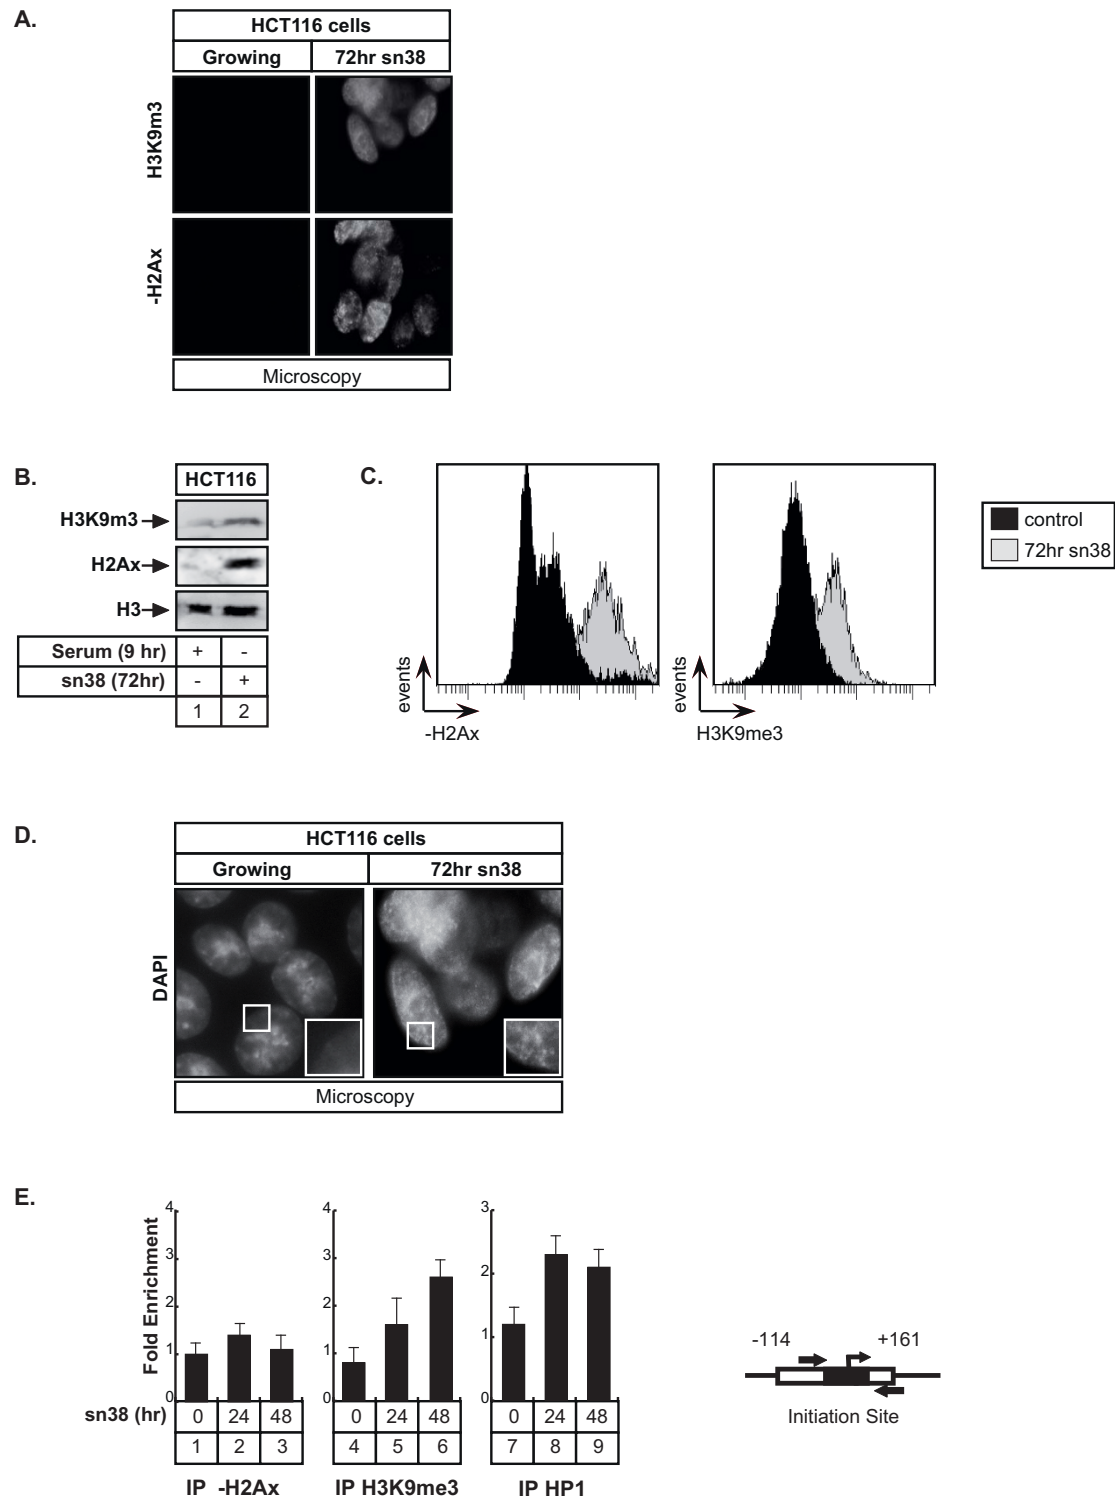 A.
HCT116 cells
Growing 72hr sn38
H3K9m3
-H2Ax
Microscopy
B.
HCT116
H3K9m3
H2Ax
H3
Serum (9 hr) + -
sn38 (72hr) - +
1 2
C.
events
-H2Ax
events
H3K9me3
control
72hr sn38
D.
HCT116 cells
Growing 72hr sn38
DAPI
Microscopy
E.
Fold Enrichment
4
3
2
1
0
4
3
2
1
0
3
2
1
0
sn38 (hr) 0 24 48 0 24 48 0 24 48
1 2 3 4 5 6 7 8 9
IP -H2Ax IP H3K9me3 IP HP1
-114 +161
Initiation Site